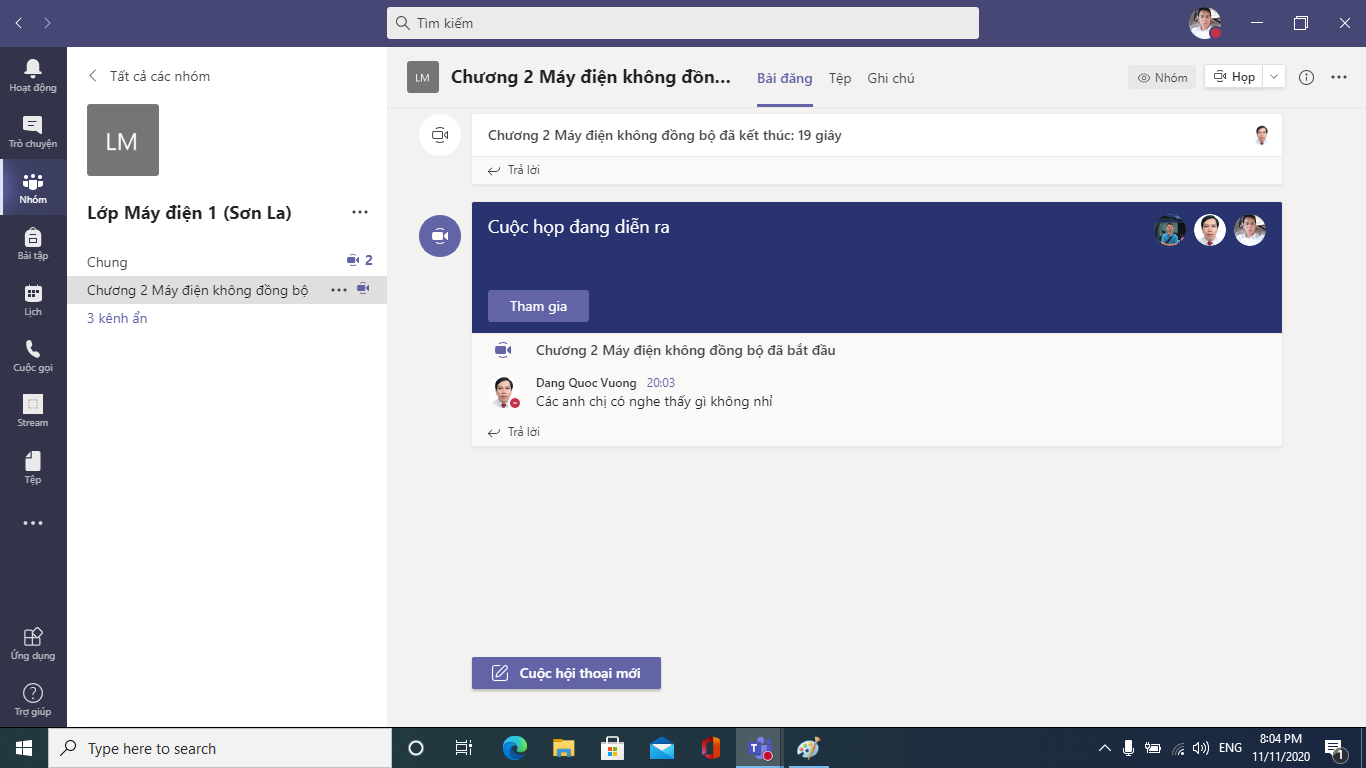 Tìm kiếm
Hoạt động
Trò chuyện
Nhóm
Bài tập
Lịch
Cuộc gọi
Stream
Tệp
Ứng dụng
Trợ giúp
Tất cả các nhóm
LM
Lớp Máy điện 1 (Sơn La)
Chung 2
Chương 2 Máy điện không đồng bộ
3 kênh ẩn
LM Chương 2 Máy điện không đồn... Bài đăng Tệp Ghi chú Nhóm Họp
Chương 2 Máy điện không đồng bộ đã kết thúc: 19 giây
Trả lời
Cuộc họp đang diễn ra
Tham gia
Chương 2 Máy điện không đồng bộ đã bắt đầu
Dang Quoc Vuong 20:03
Các anh chị có nghe thấy gì không nhỉ
Trả lời
Cuộc hội thoại mới
Type here to search
ENG
8:04 PM
11/11/2020
1